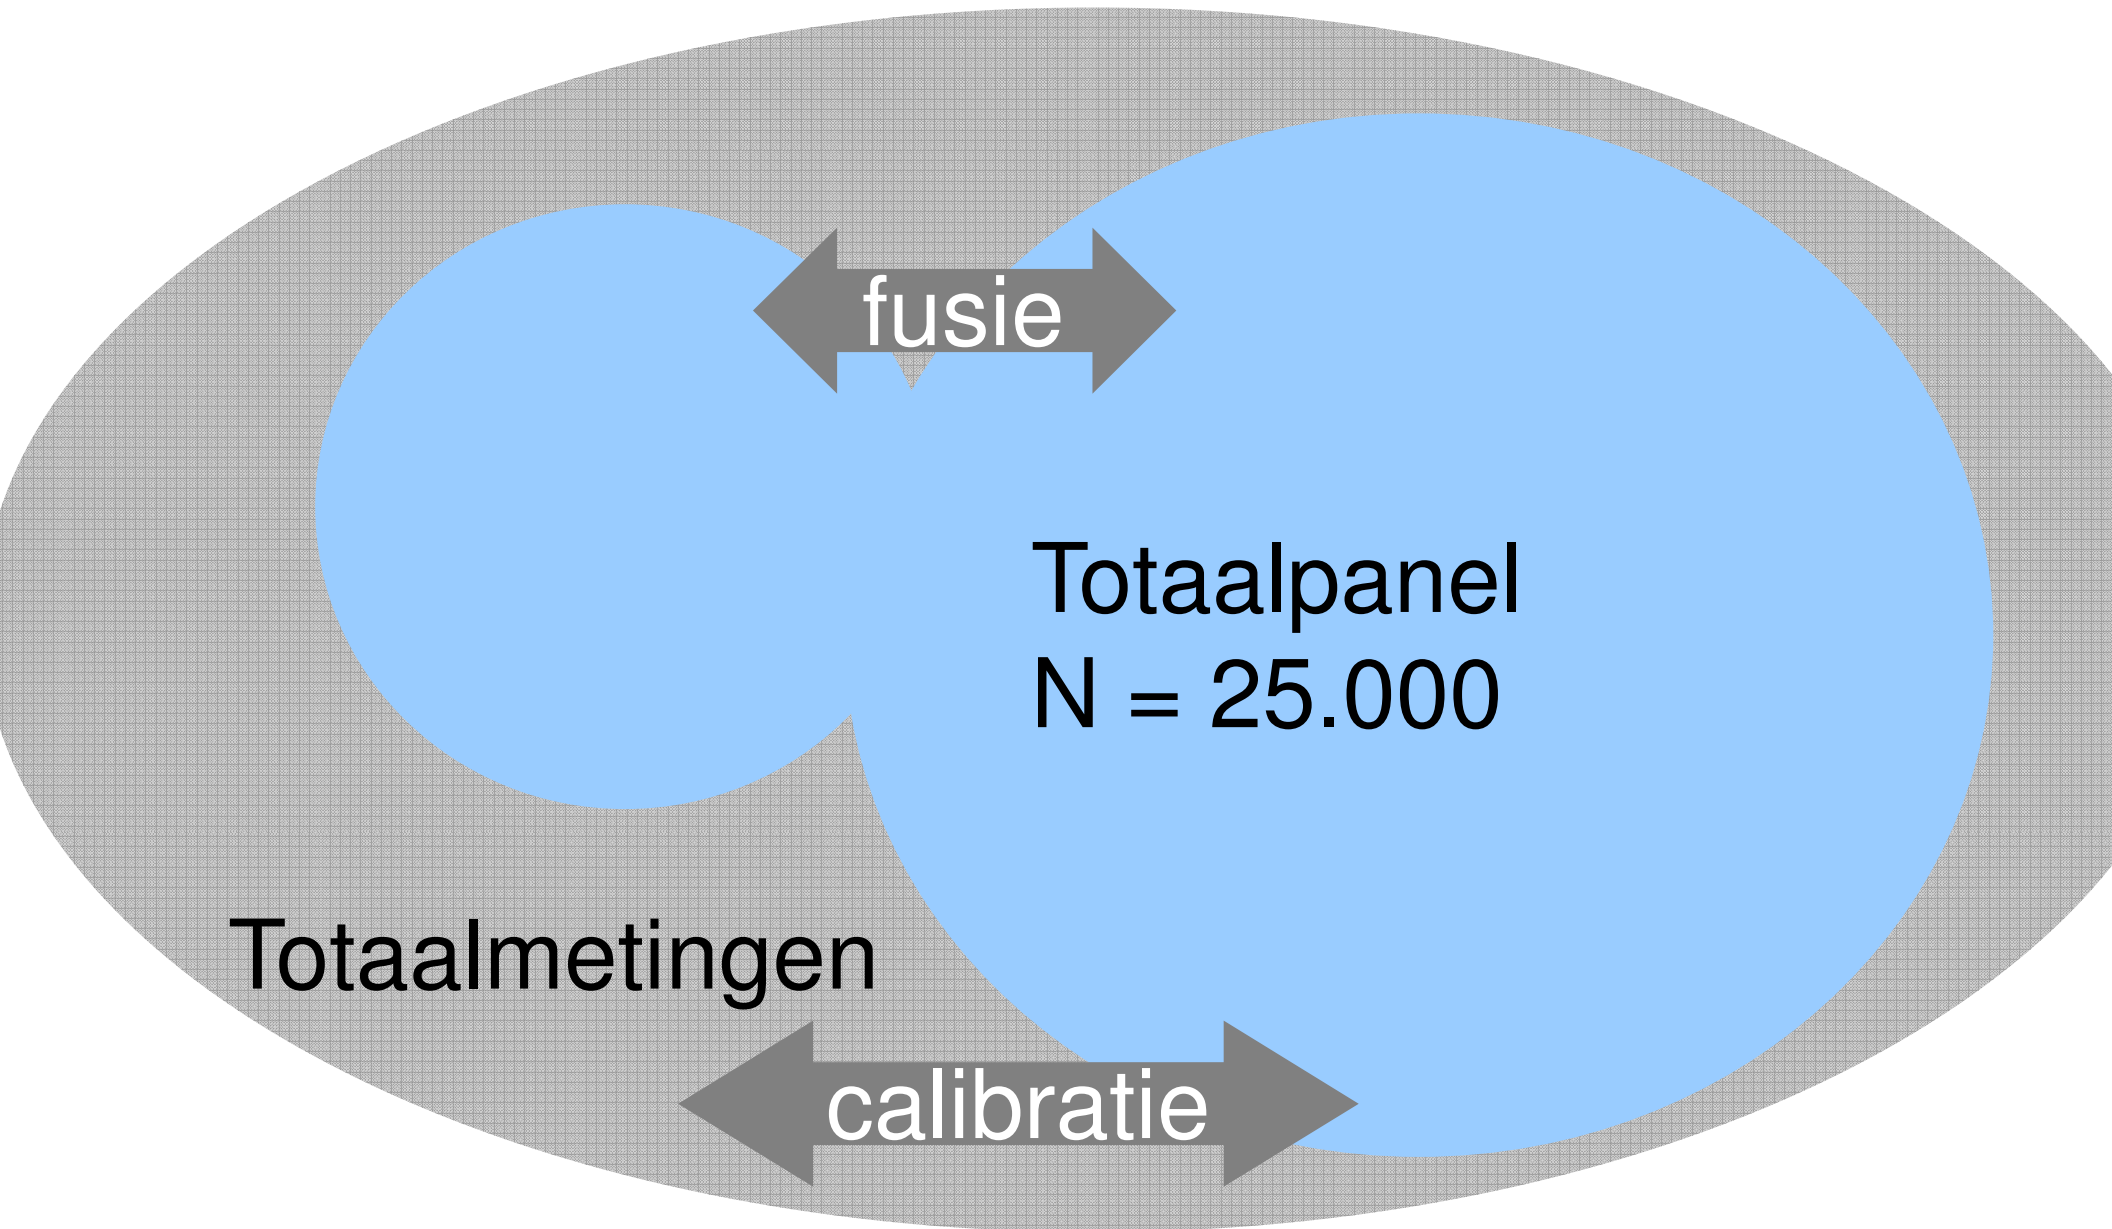 fusie
Totaalpanel
N = 25.000
Totaalmetingen
calibratie